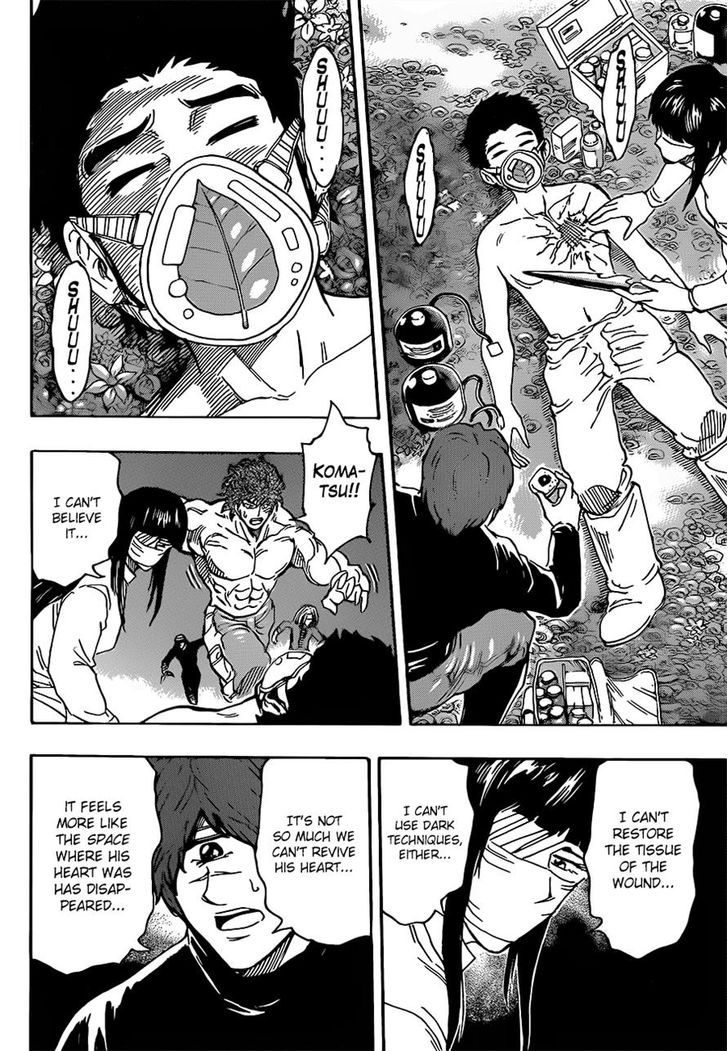 SHUUU...
SHUUU
SHUUU
SHUUU...
SHUUU
KOMA-
TSU!!
I CAN'T
BELIEVE
IT...
I CAN'T
RESTORE
THE TISSUE
OF THE
WOUND...
I CAN'T
USE DARK
TECHNIQUES,
EITHER...
IT'S NOT
SO MUCH WE
CAN'T REVIVE
HIS HEART...
IT FEELS
MORE LIKE
THE SPACE
WHERE HIS
HEART WAS
HAS DISAP-
PEARED...